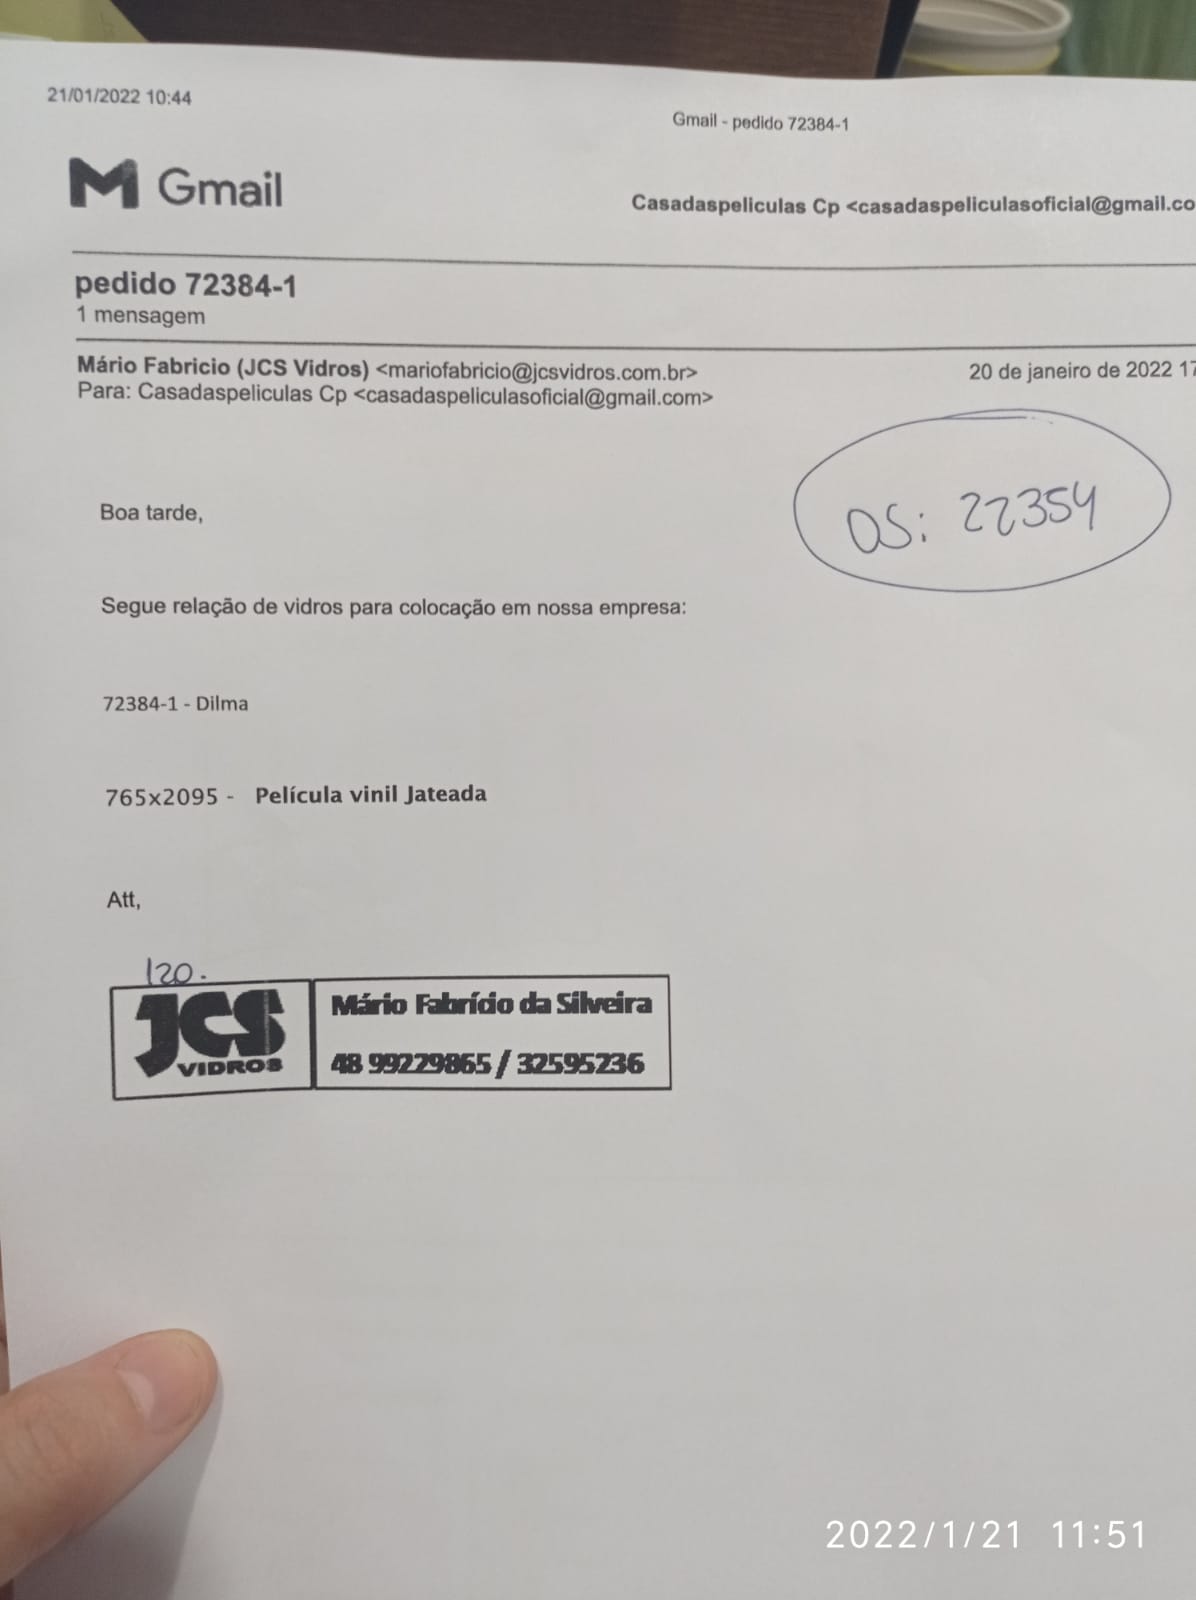 21/01/2022 10:44
Gmail - pedido 72384-1
M Gmail
Casadaspeliculas Cp <casadaspeliculasoficial@gmail.co
pedido 72384-1
1 mensagem
Mário Fabricio (JCS Vidros) <mariofabricio@jcsvidros.com.br>
20 de janeiro de 2022 17
Para: Casadaspeliculas Cp <casadaspeliculasoficial@gmail.com>
OS: 22354
Boa tarde,
Segue relação de vidros para colocação em nossa empresa:
72384-1 - Dilma
765x2095 - Película vinil Jateada
Att,
120.
JCS
VIDROS
Mário Fabrício da Silveira
48 99229865 / 32595236
2022/1/21 11:51